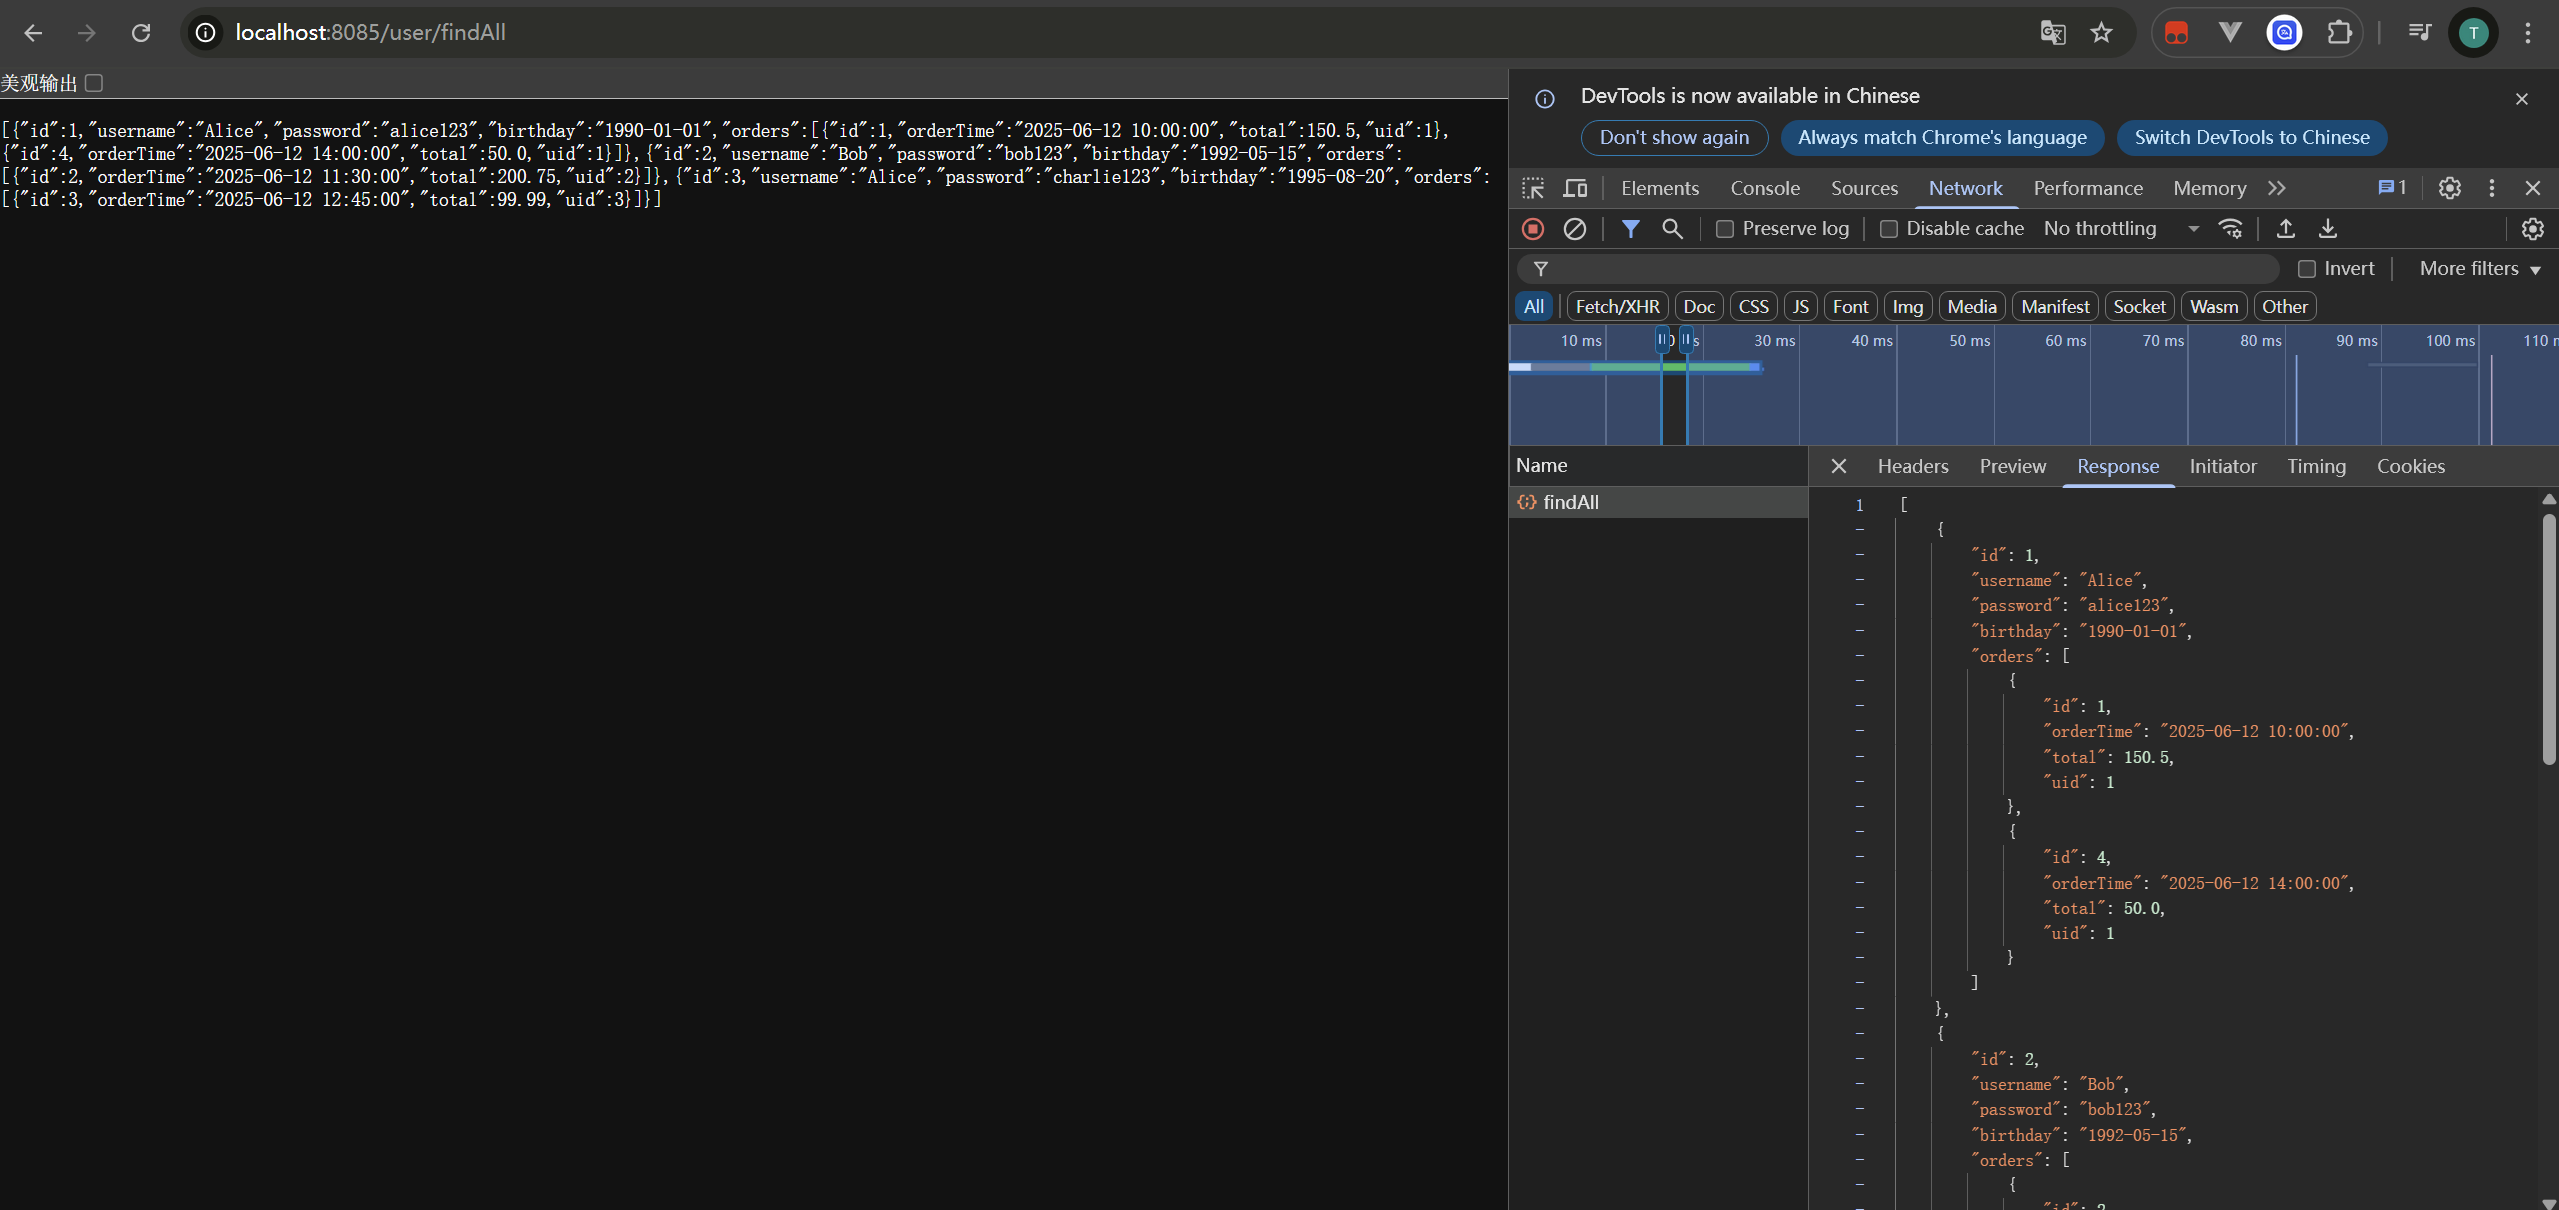 localhost:8085/user/findAll
T
美观输出
[{"id":1,"username":"Alice","password":"alice123","birthday":"1990-01-01","orders":[{"id":1,"orderTime":"2025-06-12 10:00:00","total":150.5,"uid":1},
{"id":4,"orderTime":"2025-06-12 14:00:00","total":50.0,"uid":1}]},{"id":2,"username":"Bob","password":"bob123","birthday":"1992-05-15","orders":
[{"id":2,"orderTime":"2025-06-12 11:30:00","total":200.75,"uid":2}]},{"id":3,"username":"Alice","password":"charlie123","birthday":"1995-08-20","orders":
[{"id":3,"orderTime":"2025-06-12 12:45:00","total":99.99,"uid":3}]}]
DevTools is now available in Chinese
Don't show again Always match Chrome's language Switch DevTools to Chinese
Elements Console Sources Network Performance Memory 1
Preserve log Disable cache No throttling
Invert More filters
All Fetch/XHR Doc CSS JS Font Img Media Manifest Socket Wasm Other
10 ms 30 ms 40 ms 50 ms 60 ms 70 ms 80 ms 90 ms 100 ms 110
Name Headers Preview Response Initiator Timing Cookies
findAll
1 [
{
"id": 1,
"username": "Alice",
"password": "alice123",
"birthday": "1990-01-01",
"orders": [
{
"id": 1,
"orderTime": "2025-06-12 10:00:00",
"total": 150.5,
"uid": 1
},
{
"id": 4,
"orderTime": "2025-06-12 14:00:00",
"total": 50.0,
"uid": 1
}
]
},
{
"id": 2,
"username": "Bob",
"password": "bob123",
"birthday": "1992-05-15",
"orders": [
{